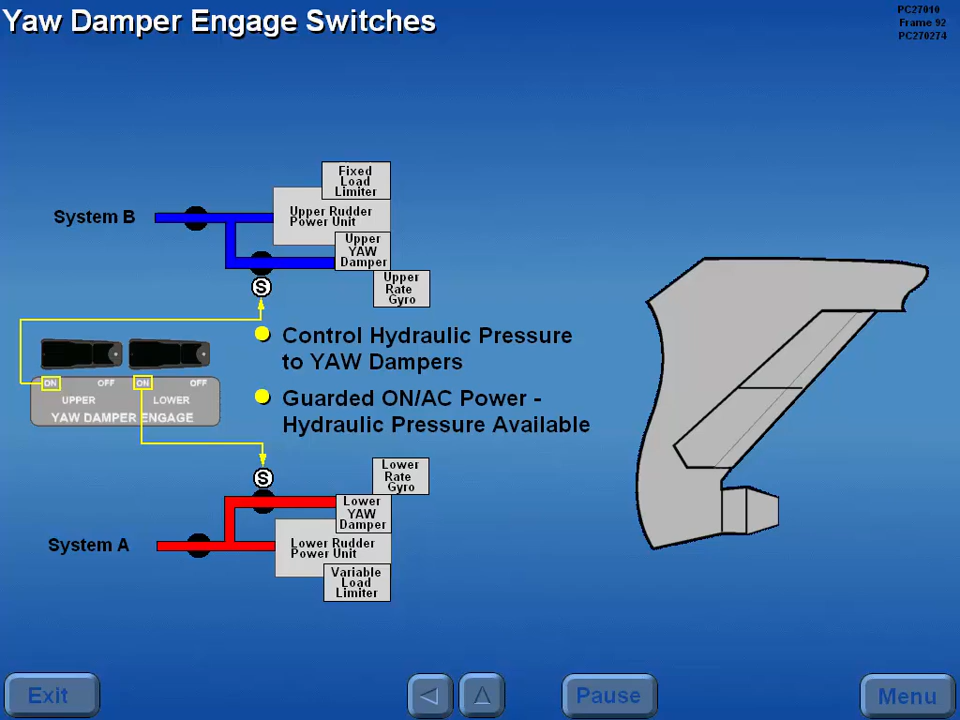 Yaw Damper Engage Switches
PC27010
Frame 92
PC270274
Fixed
Load
Limiter
System B
Upper Rudder
Power Unit
Upper
YAW
Damper
Upper
Rate
Gyro
S
Control Hydraulic Pressure
to YAW Dampers
ON OFF ON OFF
UPPER LOWER
YAW DAMPER ENGAGE
Guarded ON/AC Power -
Hydraulic Pressure Available
Lower
Rate
Gyro
S
Lower
YAW
Damper
System A
Lower Rudder
Power Unit
Variable
Load
Limiter
Exit
Pause
Menu